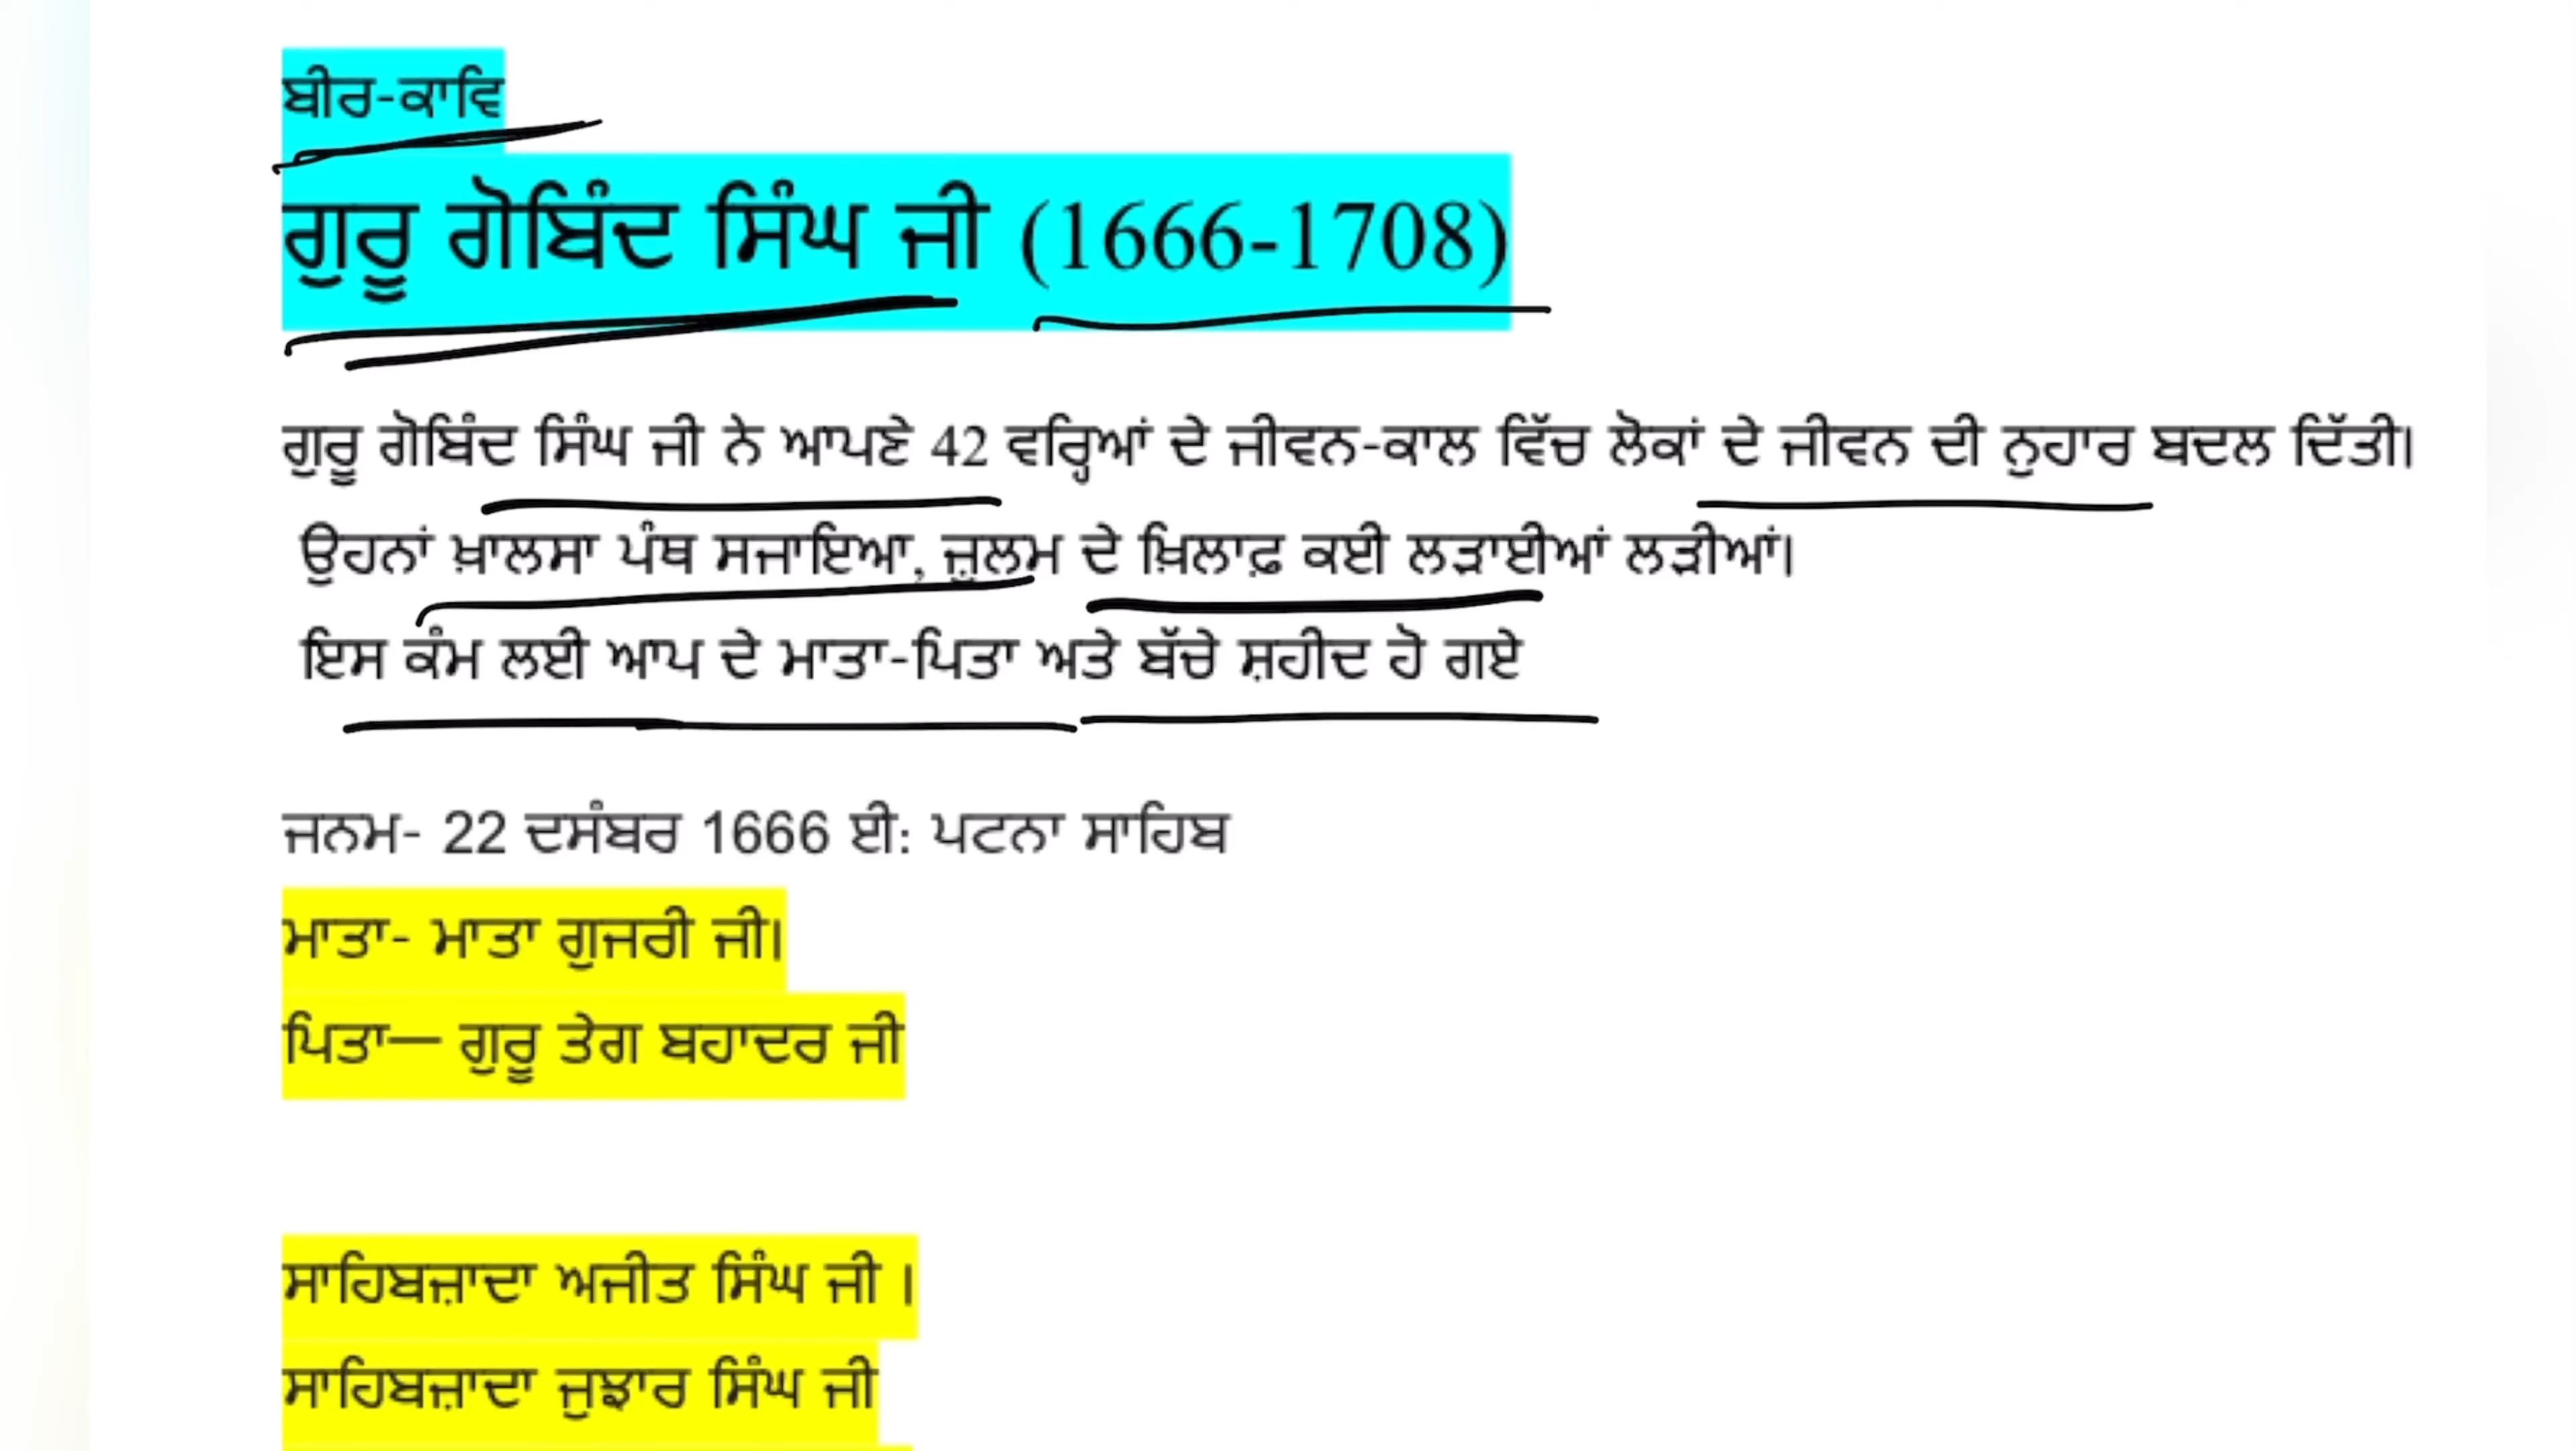 ਬੀਰ-ਕਾਵਿ
ਗੁਰੂ ਗੋਬਿੰਦ ਸਿੰਘ ਜੀ (1666-1708)
ਗੁਰੂ ਗੋਬਿੰਦ ਸਿੰਘ ਜੀ ਨੇ ਆਪਣੇ 42 ਵਰ੍ਹਿਆਂ ਦੇ ਜੀਵਨ-ਕਾਲ ਵਿੱਚ ਲੋਕਾਂ ਦੇ ਜੀਵਨ ਦੀ ਨੁਹਾਰ ਬਦਲ ਦਿੱਤੀ।
ਉਹਨਾਂ ਖ਼ਾਲਸਾ ਪੰਥ ਸਜਾਇਆ, ਜ਼ੁਲਮ ਦੇ ਖ਼ਿਲਾਫ਼ ਕਈ ਲੜਾਈਆਂ ਲੜੀਆਂ।
ਇਸ ਕੰਮ ਲਈ ਆਪ ਦੇ ਮਾਤਾ-ਪਿਤਾ ਅਤੇ ਬੱਚੇ ਸ਼ਹੀਦ ਹੋ ਗਏ
ਜਨਮ- 22 ਦਸੰਬਰ 1666 ਈ: ਪਟਨਾ ਸਾਹਿਬ
ਮਾਤਾ- ਮਾਤਾ ਗੁਜਰੀ ਜੀ।
ਪਿਤਾ— ਗੁਰੂ ਤੇਗ ਬਹਾਦਰ ਜੀ
ਸਾਹਿਬਜ਼ਾਦਾ ਅਜੀਤ ਸਿੰਘ ਜੀ ।
ਸਾਹਿਬਜ਼ਾਦਾ ਜੁਝਾਰ ਸਿੰਘ ਜੀ